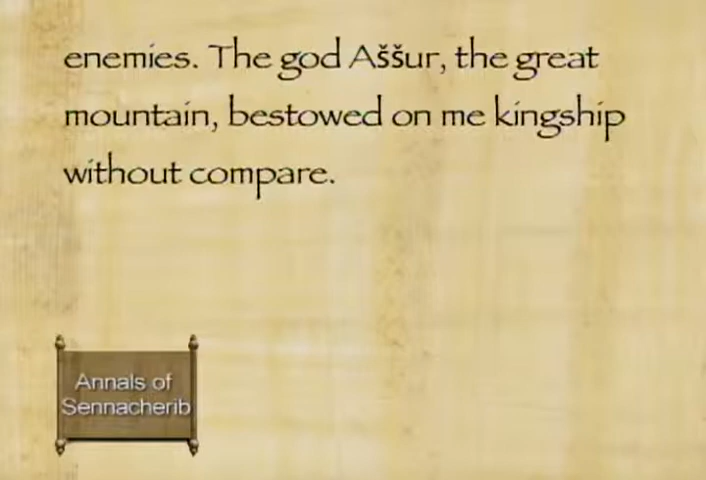 enemies. The god Aššur, the great
mountain, bestowed on me kingship
without compare.
Annals of
Sennacherib